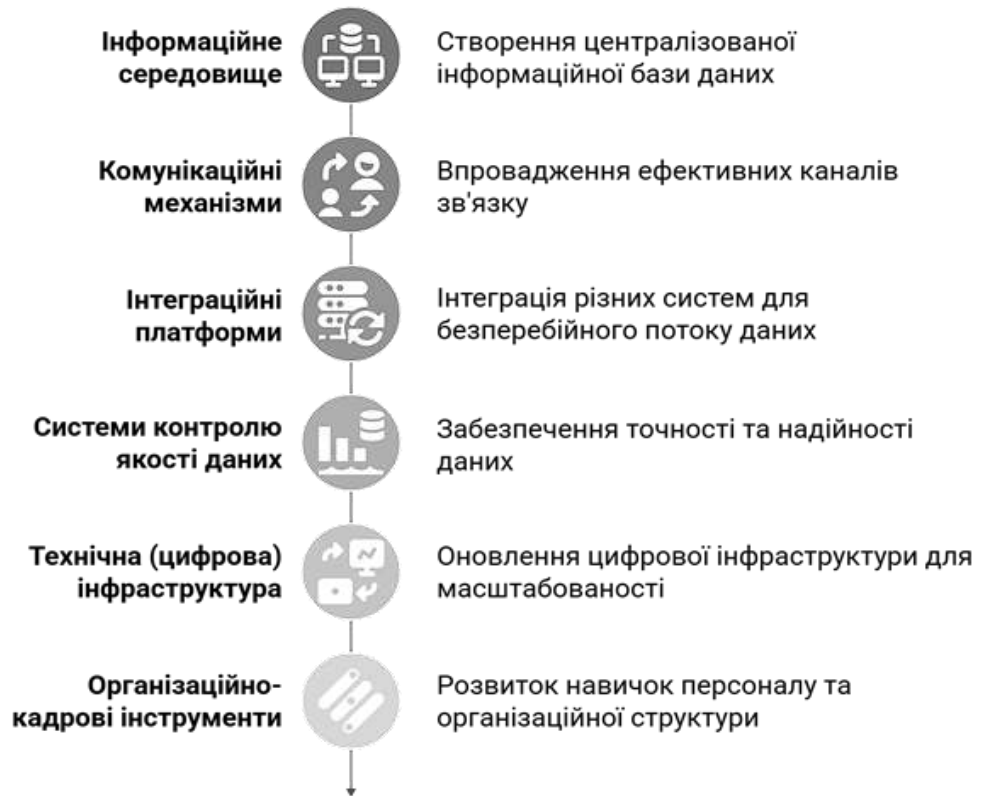 Інформаційне
середовище
Створення централізованої
інформаційної бази даних
Комунікаційні
механізми
Впровадження ефективних каналів
зв'язку
Інтеграційні
платформи
Інтеграція різних систем для
безперебійного потоку даних
Системи контролю
якості даних
Забезпечення точності та надійності
даних
Технічна (цифрова)
інфраструктура
Оновлення цифрової інфраструктури для
масштабованості
Організаційно-
кадрові інструменти
Розвиток навичок персоналу та
організаційної структури